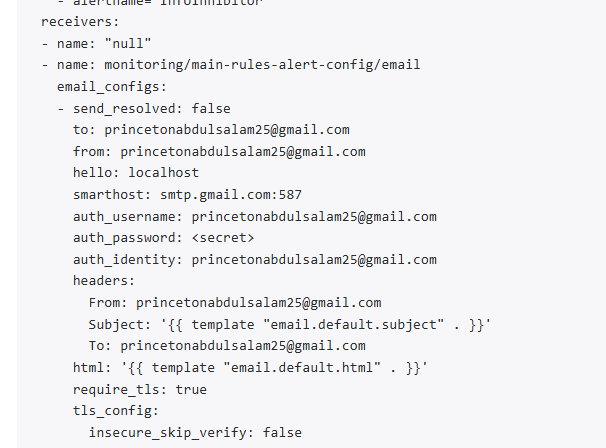 - alertname= InfoInhibitor
receivers:
- name: "null"
- name: monitoring/main-rules-alert-config/email
email_configs:
- send_resolved: false
to: princetonabdulsalam25@gmail.com
from: princetonabdulsalam25@gmail.com
hello: localhost
smarthost: smtp.gmail.com:587
auth_username: princetonabdulsalam25@gmail.com
auth_password: <secret>
auth_identity: princetonabdulsalam25@gmail.com
headers:
From: princetonabdulsalam25@gmail.com
Subject: '{{ template "email.default.subject" . }}'
To: princetonabdulsalam25@gmail.com
html: '{{ template "email.default.html" . }}'
require_tls: true
tls_config:
insecure_skip_verify: false